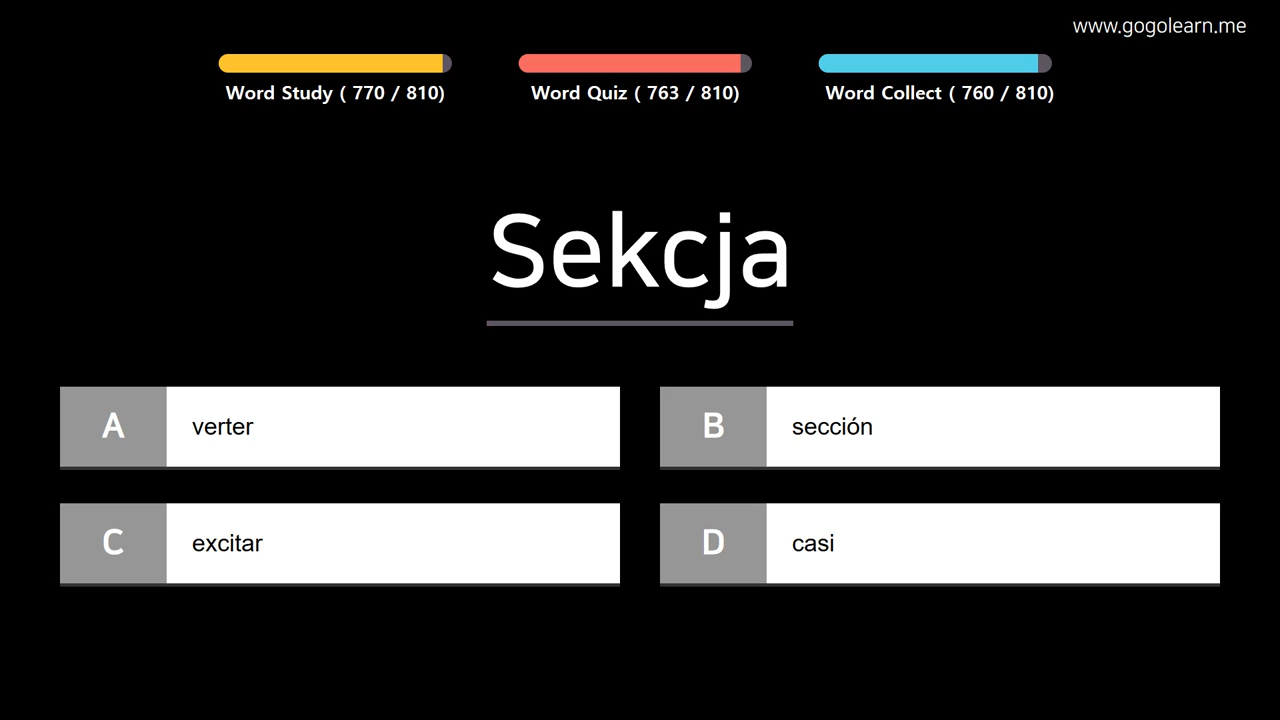 www.gogolearn.me
Word Study ( 770 / 810)
Word Quiz ( 763 / 810)
Word Collect ( 760 / 810)
Sekcja
A verter
B sección
C excitar
D casi